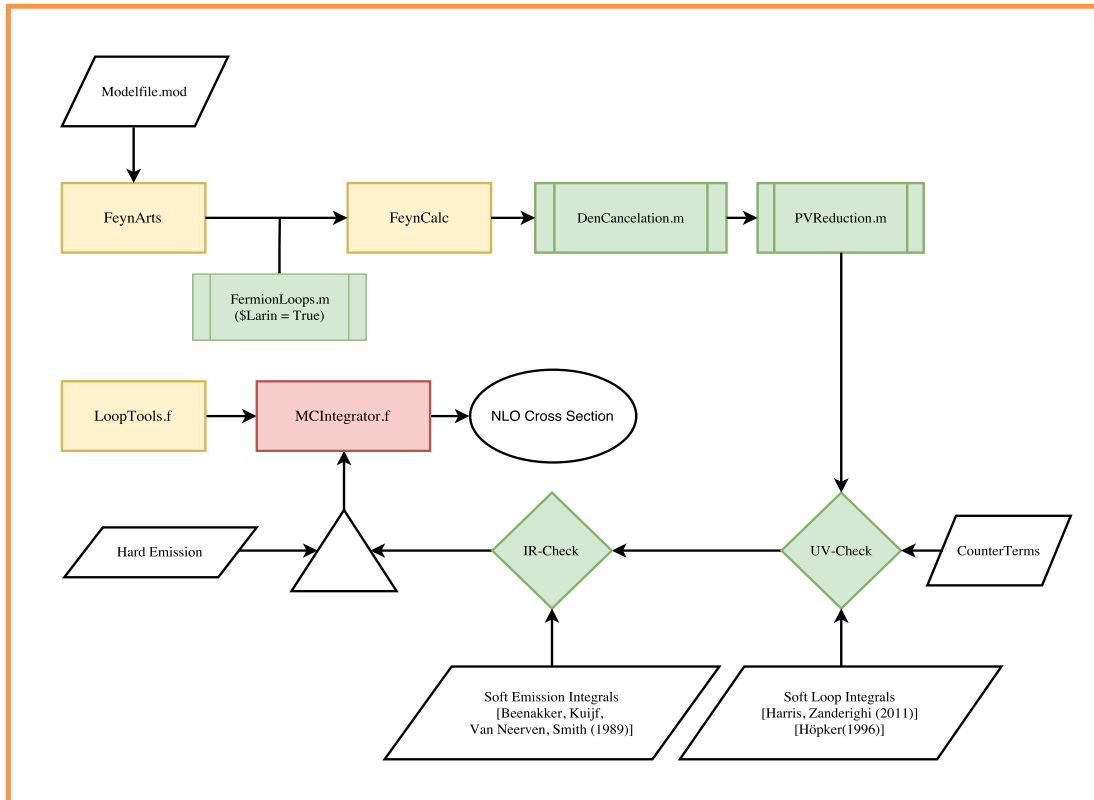 Modelfile.mod
FeynArts
FeynCalc
DenCancelation.m
PVReduction.m
FermionLoops.m
($Larin = True)
LoopTools.f
MCIntegrator.f
NLO Cross Section
Hard Emission
IR-Check
UV-Check
CounterTerms
Soft Emission Integrals
[Beenakker, Kuijf,
Van Neerven, Smith (1989)]
Soft Loop Integrals
[Harris, Zanderighi (2011)]
[Höpker(1996)]